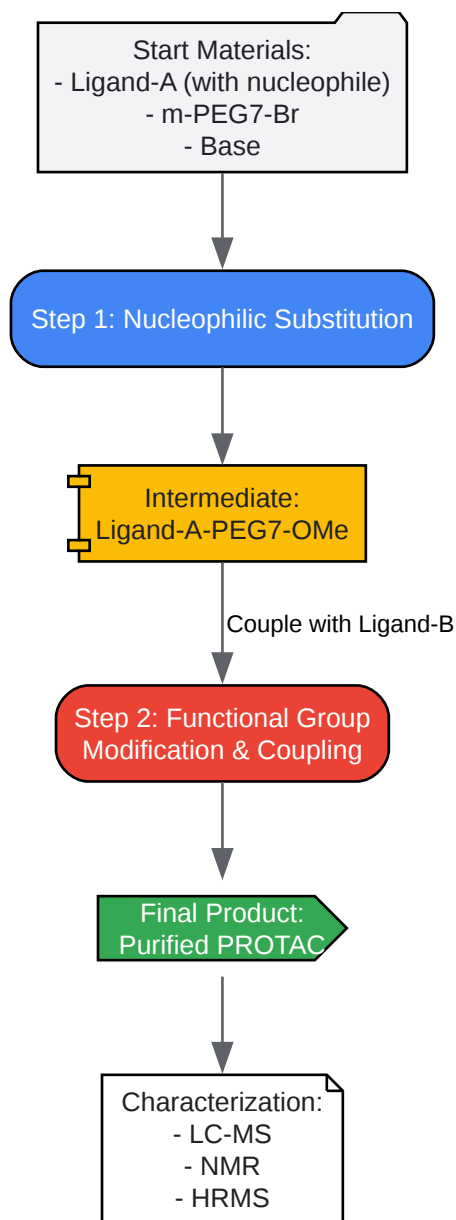 Start Materials:
- Ligand-A (with nucleophile)
- m-PEG7-Br
- Base
Step 1: Nucleophilic Substitution
Intermediate:
Ligand-A-PEG7-OMe
Couple with Ligand-B
Step 2: Functional Group
Modification & Coupling
Final Product:
Purified PROTAC
Characterization:
- LC-MS
- NMR
- HRMS